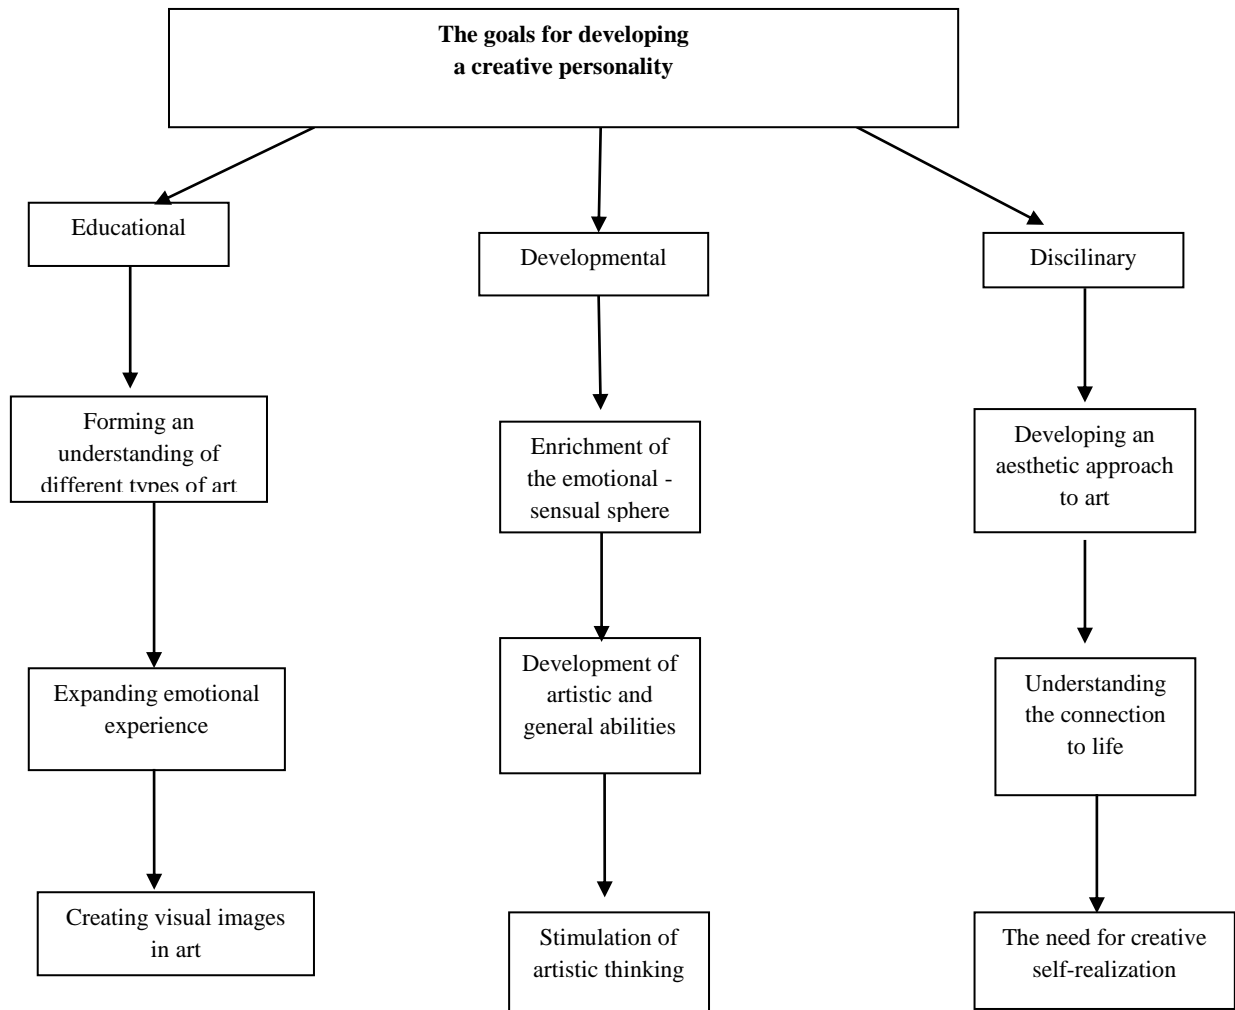 The goals for developing
a creative personality
Educational
Developmental
Discilinary
Forming an
understanding of
different types of art
Enrichment of
the emotional -
sensual sphere
Developing an
aesthetic approach
to art
Expanding emotional
experience
Development of
artistic and
general abilities
Understanding
the connection
to life
Creating visual images
in art
Stimulation of
artistic thinking
The need for creative
self-realization